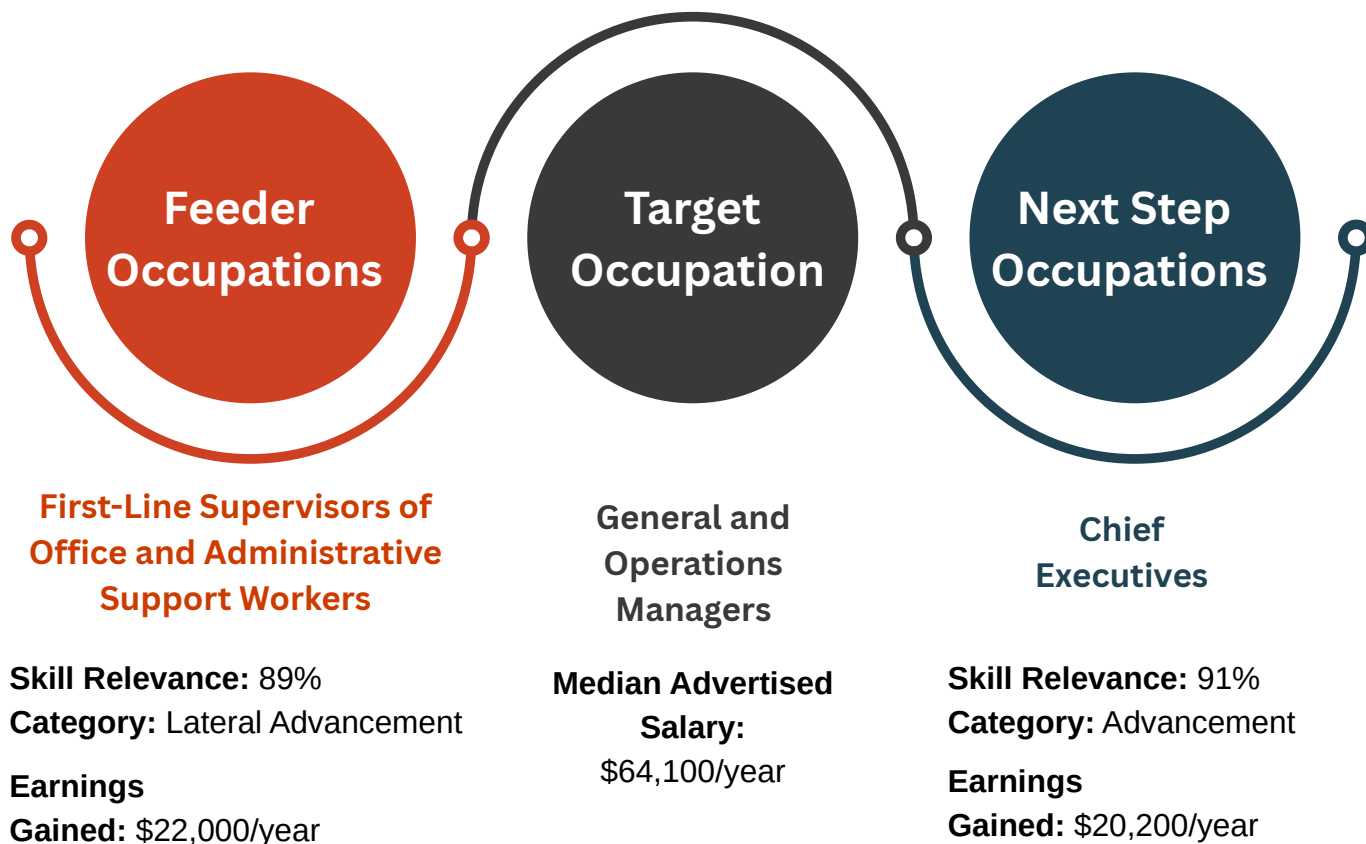 Feeder
Occupations
Target
Occupation
Next Step
Occupations
First-Line Supervisors of
Office and Administrative
Support Workers
Skill Relevance: 89%
Category: Lateral Advancement
Earnings
Gained: $22,000/year
General and
Operations
Managers
Median Advertised
Salary:
$64,100/year
Chief
Executives
Skill Relevance: 91%
Category: Advancement
Earnings
Gained: $20,200/year